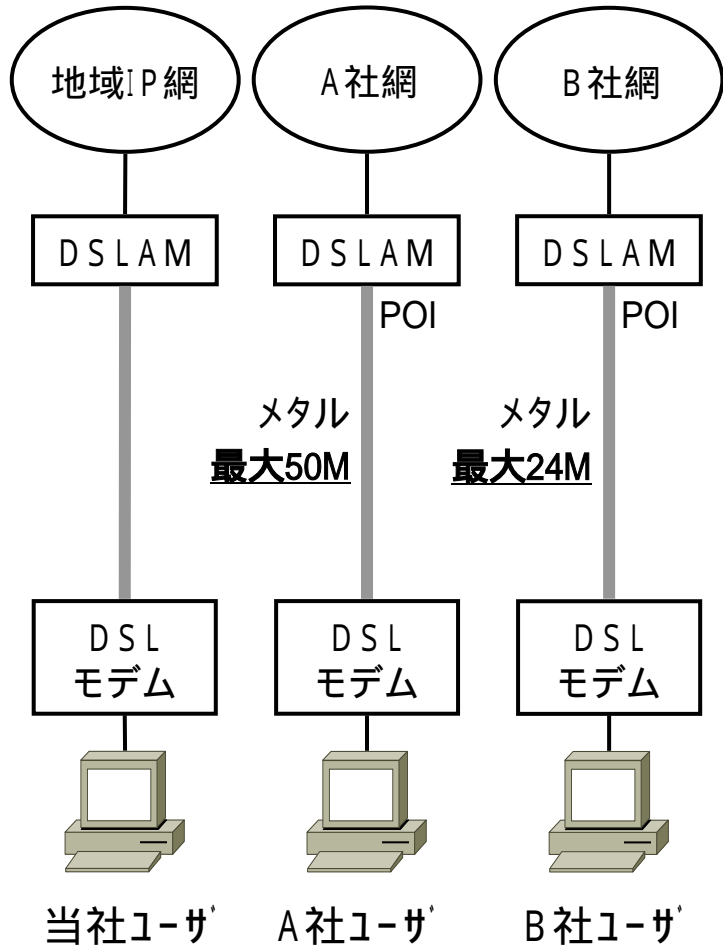 地域IP網 A社網 B社網
DSLAM DSLAM DSLAM
POI POI
メタル メタル
最大50M 最大24M
DSL DSL DSL
モデム モデム モデム
当社ユーザ A社ユーザ B社ユーザ